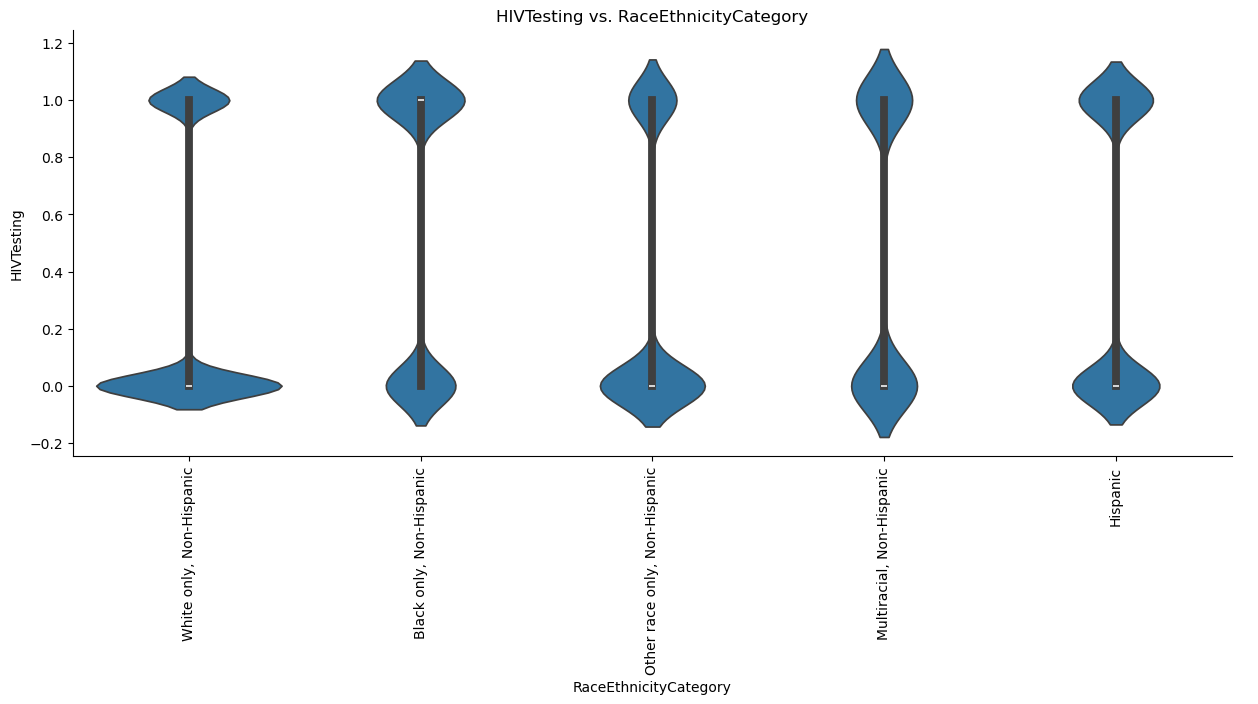 HIVTesting vs. RaceEthnicityCategory
HIVTesting
1.2
1.0
0.8
0.6
0.4
0.2
0.0
−0.2
White only, Non-Hispanic
Black only, Non-Hispanic
Other race only, Non-Hispanic
Multiracial, Non-Hispanic
Hispanic
RaceEthnicityCategory